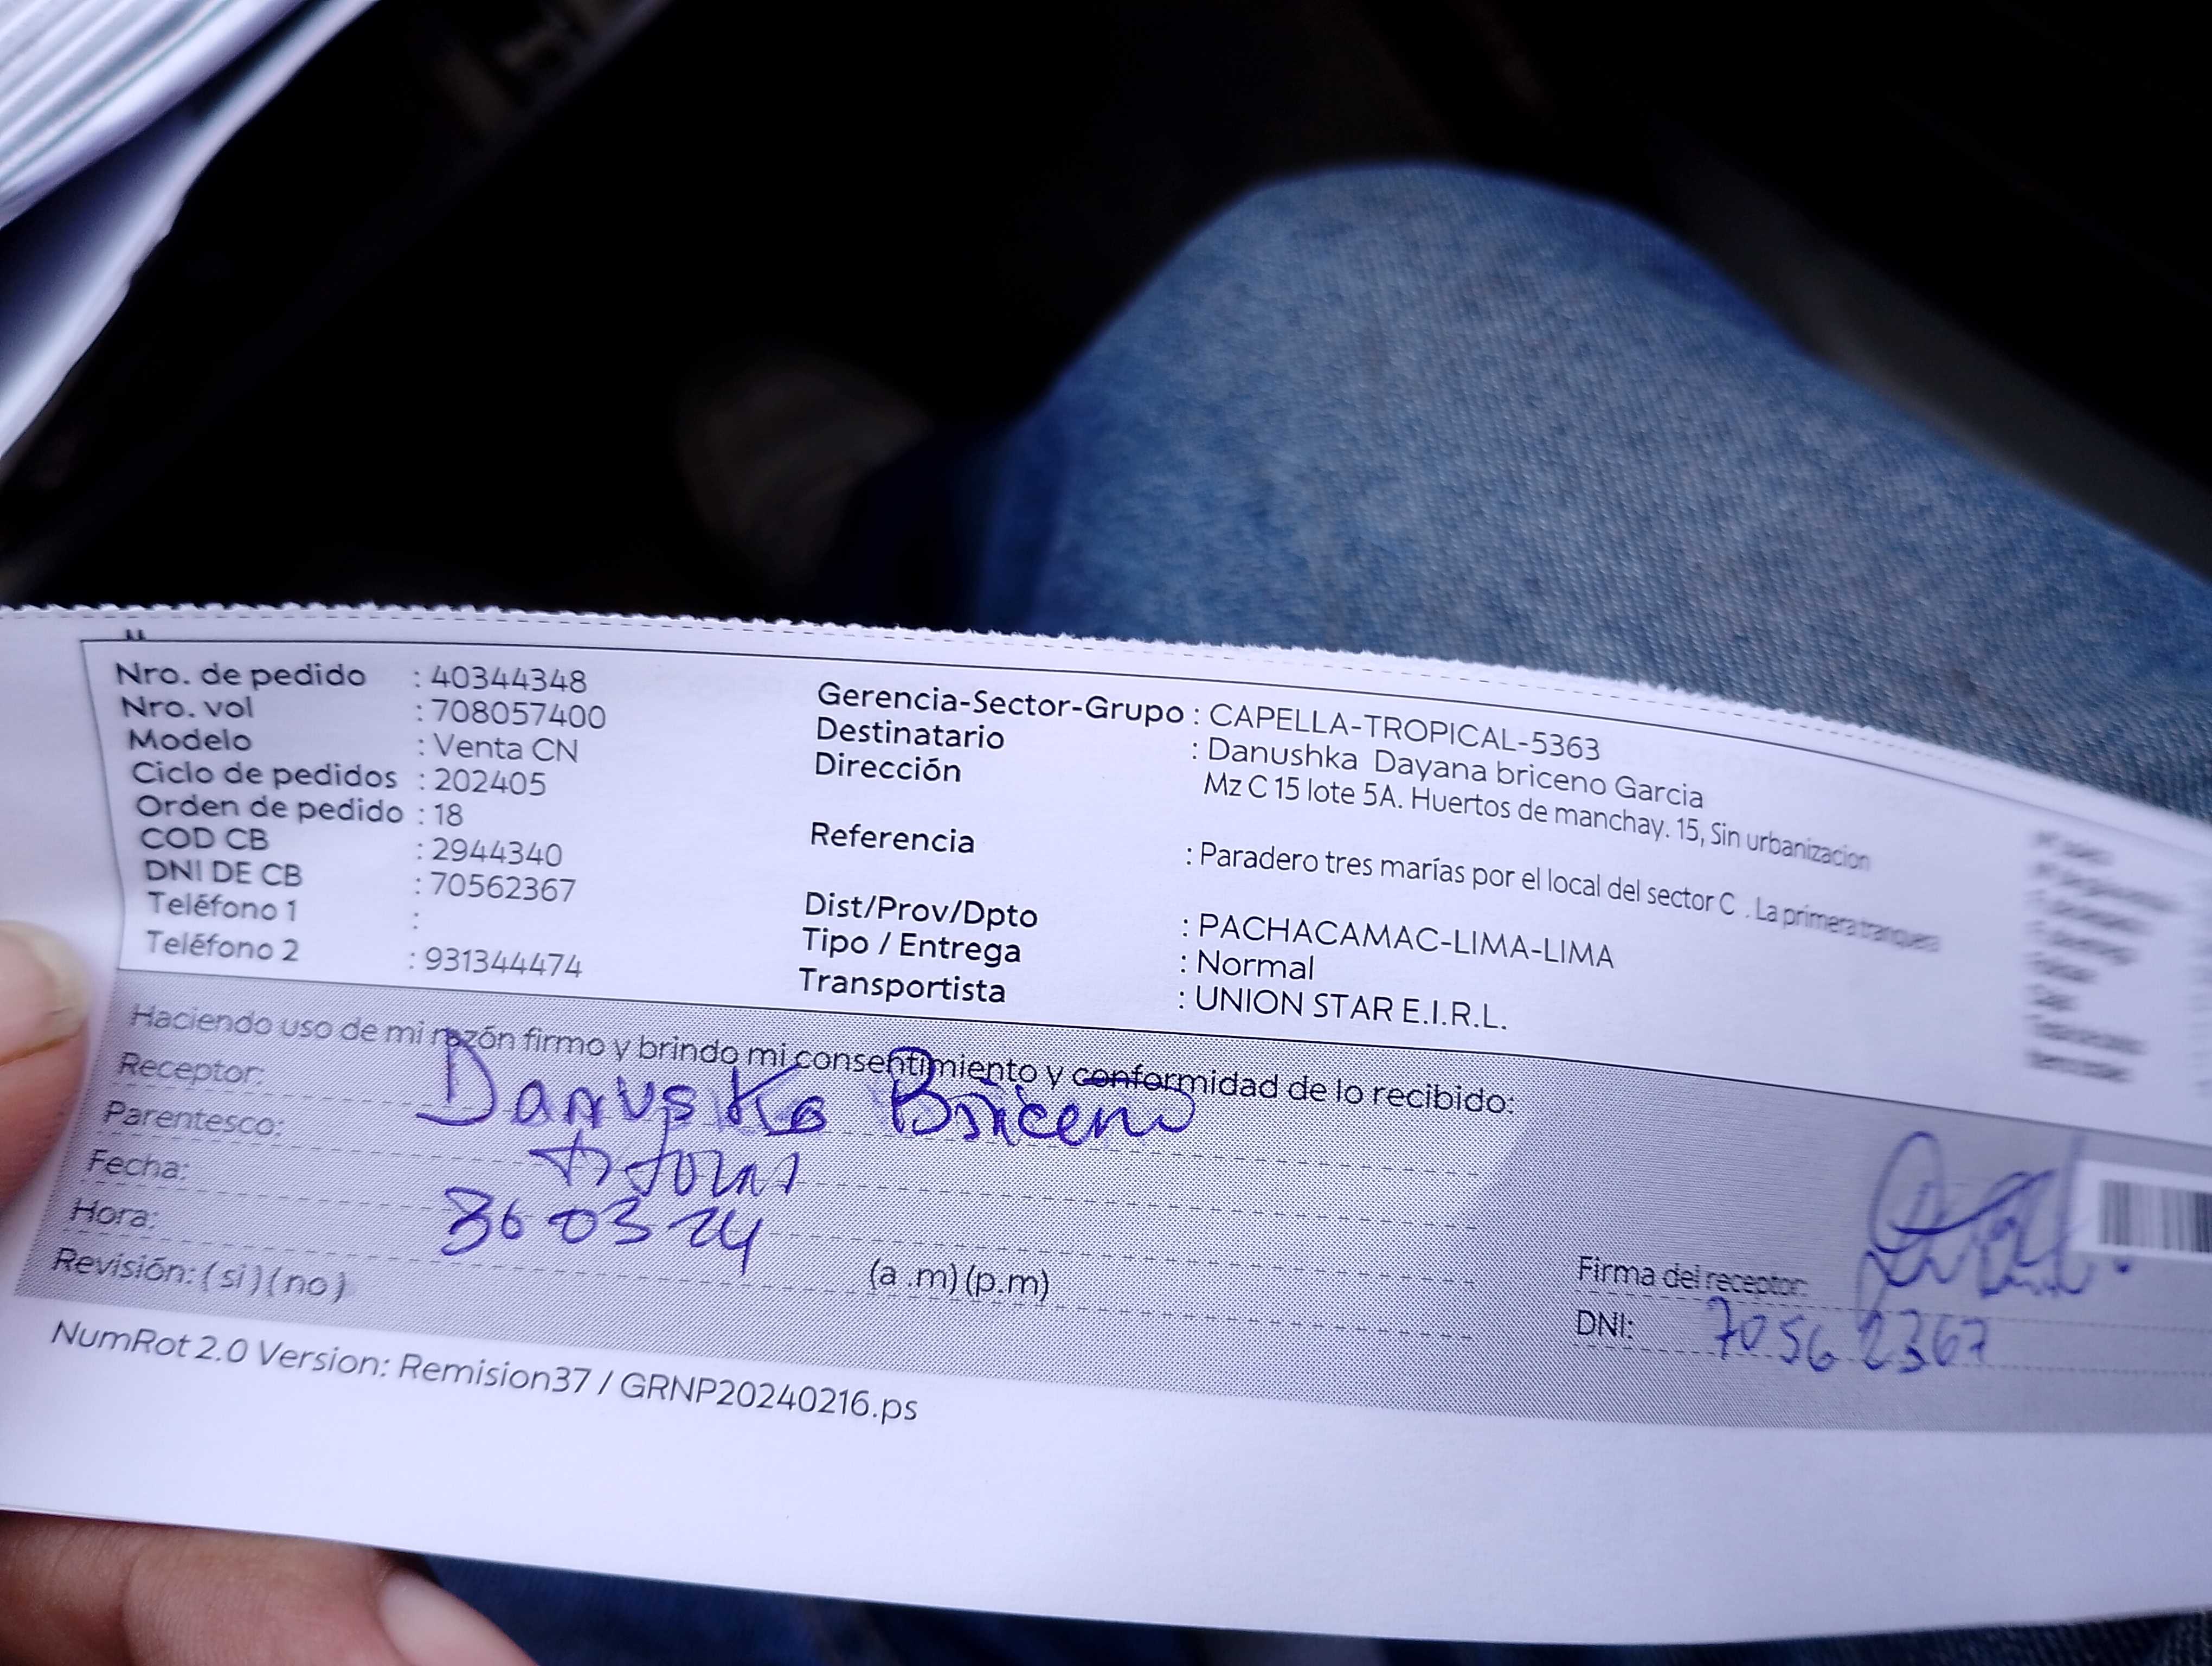 Nro. de pedido : 40344348
Nro. vol : 708057400
Modelo : Venta CN
Ciclo de pedidos : 202405
Orden de pedido : 18
COD CB : 2944340
DNI DE CB : 70562367
Teléfono 1 :
Teléfono 2 : 931344474
Gerencia-Sector-Grupo : CAPELLA-TROPICAL-5363
Destinatario : Danushka Dayana briceno Garcia
Dirección Mz C 15 lote 5A. Huertos de manchay. 15, Sin urbanizacion
Referencia : Paradero tres marías por el local del sector C . La primera tranquera
Dist/Prov/Dpto : PACHACAMAC-LIMA-LIMA
Tipo / Entrega : Normal
Transportista : UNION STAR E.I.R.L.
Haciendo uso de mi razón firmo y brindo mi consentimiento y conformidad de lo recibido:
Receptor: Danuska Briceno
Parentesco:
Fecha: 03 24
Hora: (a .m) (p.m)
Revisión: ( si ) ( no )
Firma del receptor:
DNI: 70562367
NumRot 2.0 Version: Remision37 / GRNP20240216.ps